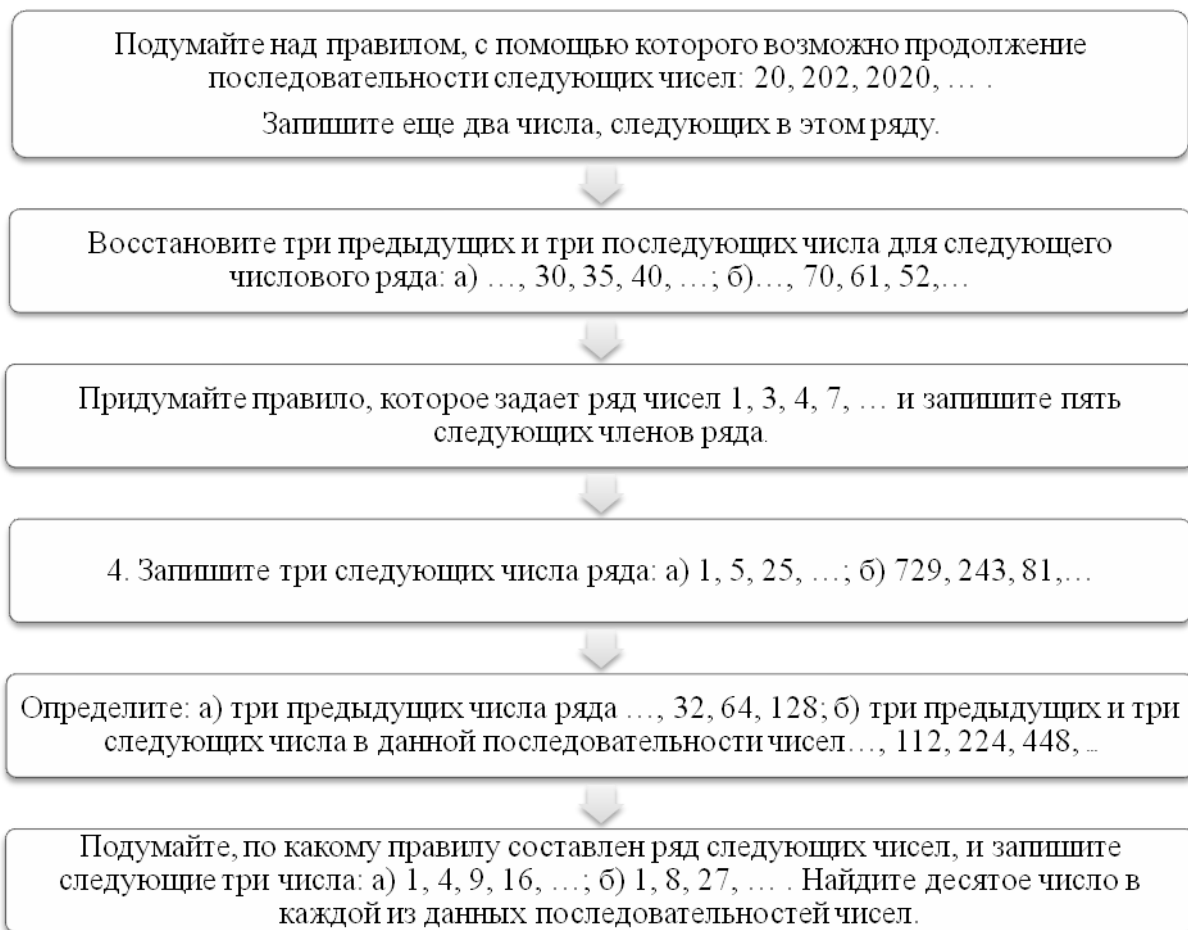 Подумайте над правилом, с помощью которого возможно продолжение
последовательности следующих чисел: 20, 202, 2020, … .
Запишите еще два числа, следующих в этом ряду.
Восстановите три предыдущих и три последующих числа для следующего
числового ряда: а) …, 30, 35, 40, …; б)…, 70, 61, 52,…
Придумайте правило, которое задает ряд чисел 1, 3, 4, 7, … и запишите пять
следующих членов ряда.
4. Запишите три следующих числа ряда: а) 1, 5, 25, …; б) 729, 243, 81,…
Определите: а) три предыдущих числа ряда …, 32, 64, 128; б) три предыдущих и три
следующих числа в данной последовательности чисел…, 112, 224, 448, …
Подумайте, по какому правилу составлен ряд следующих чисел, и запишите
следующие три числа: а) 1, 4, 9, 16, …; б) 1, 8, 27, … . Найдите десятое число в
каждой из данных последовательностей чисел.